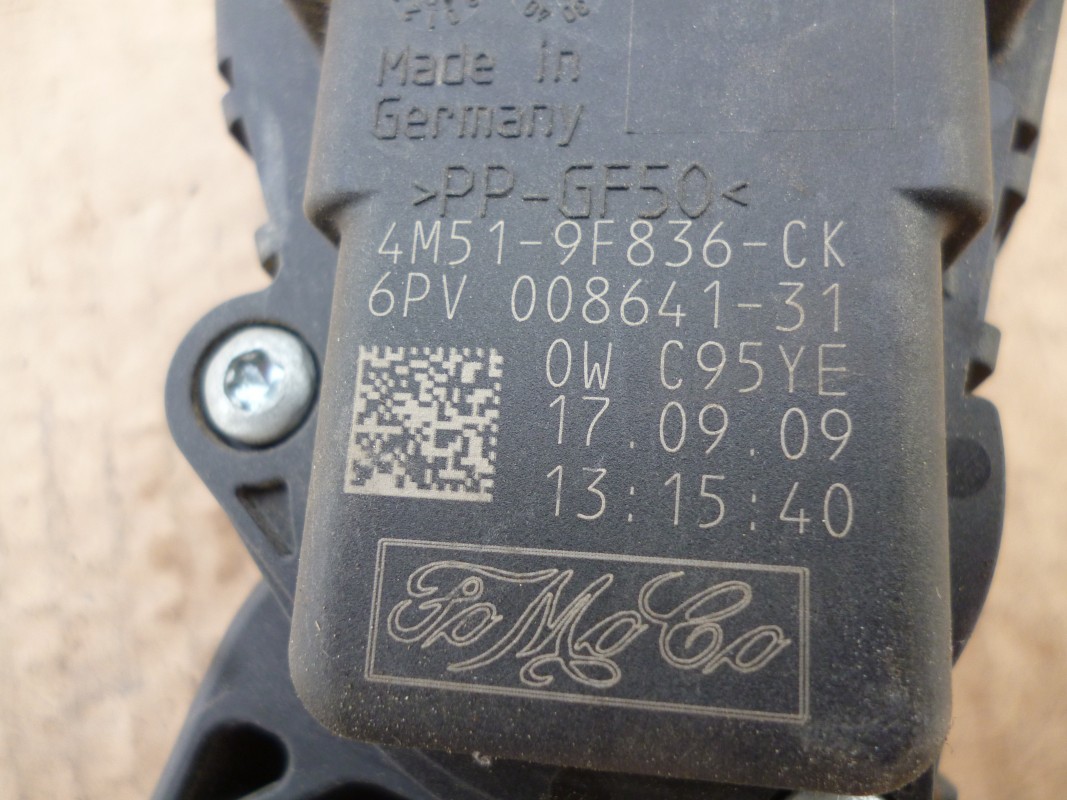 Made in
Germany
>PP-GF50<
4M51-9F836-CK
6PV 008641-31
0W C95YE
17.09.09
13:15:40
FoMoCo